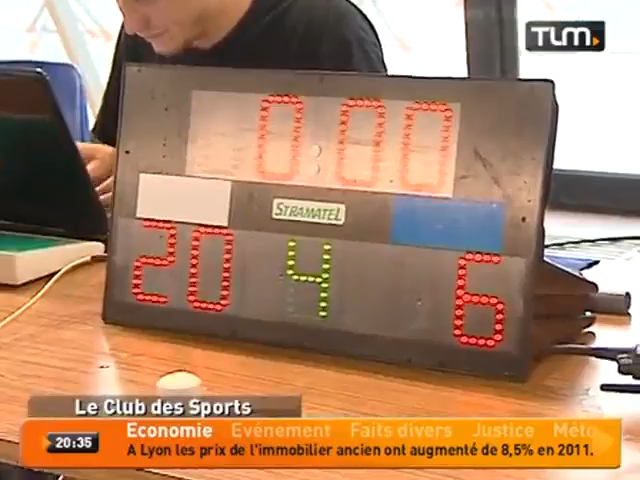 TLM
0:00
STRAMATEL
20 4 6
Le Club des Sports
Economie Evénement Faits divers Justice Mét
20:35
A Lyon les prix de l'immobilier ancien ont augmenté de 8,5% en 2011.